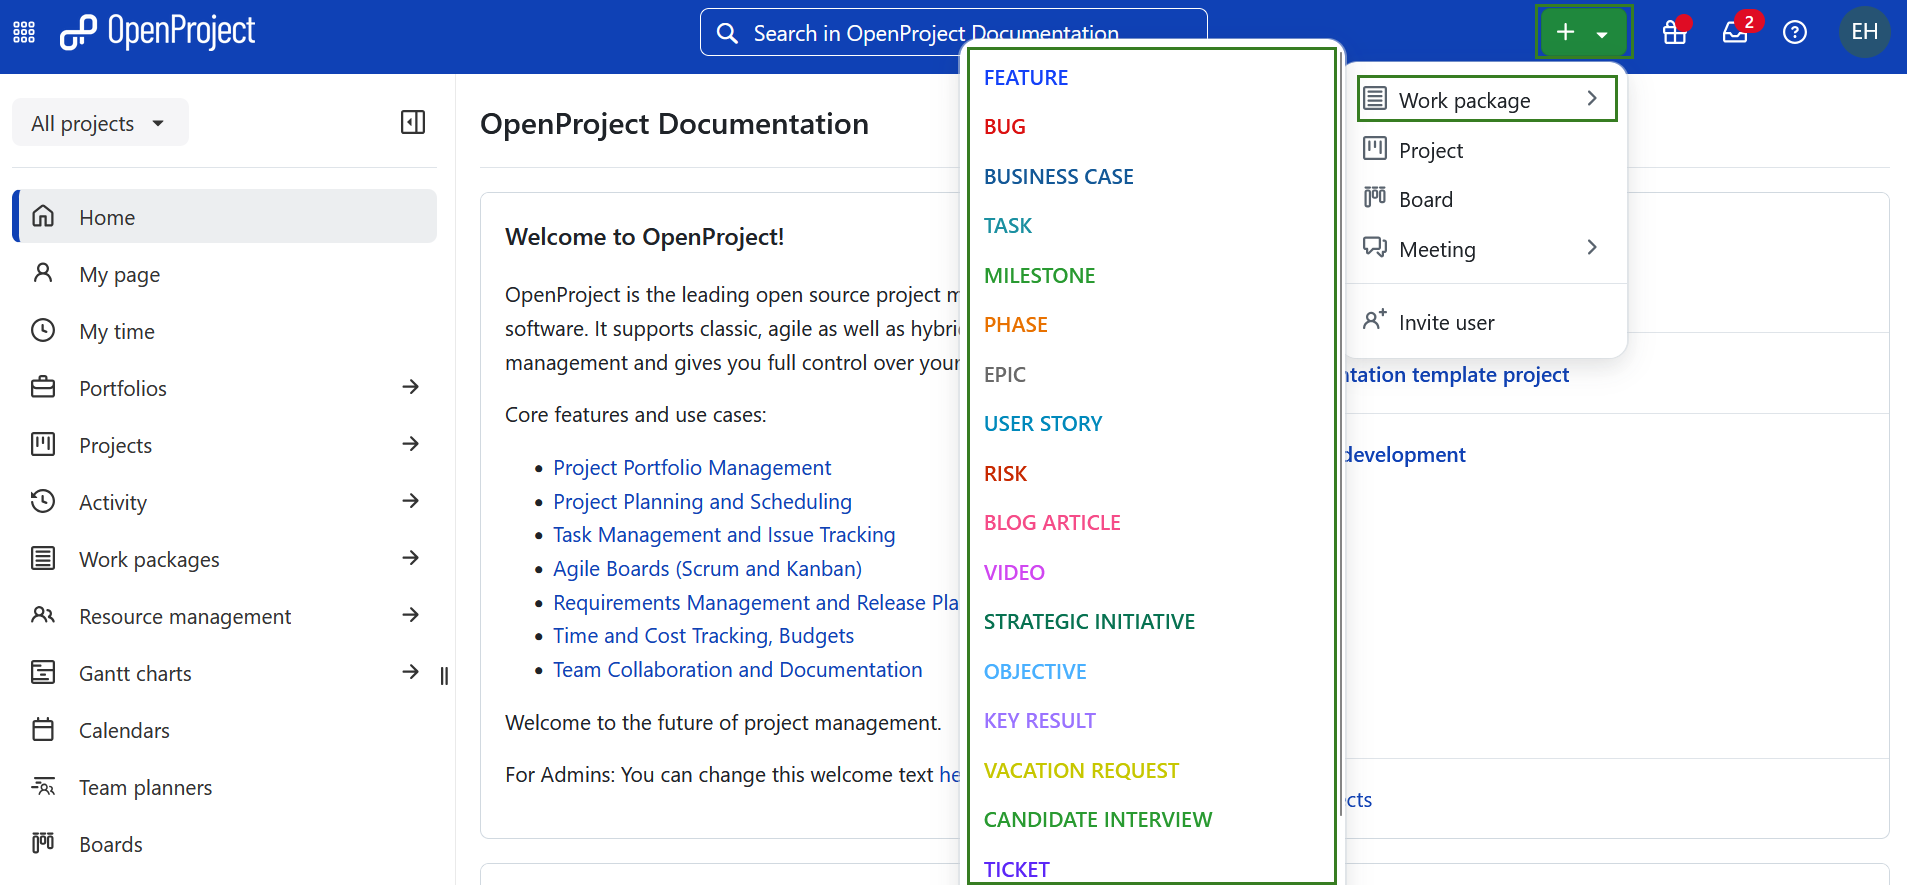 OpenProject
Search in OpenProject Documentation
2
EH
All projects
Home
My page
My time
Portfolios
Projects
Activity
Work packages
Resource management
Gantt charts
Calendars
Team planners
Boards
OpenProject Documentation
Welcome to OpenProject!
OpenProject is the leading open source project
software. It supports classic, agile as well as
management and gives you full control over your
Core features and use cases:
Project Portfolio Management
Project Planning and Scheduling
Task Management and Issue Tracking
Agile Boards (Scrum and Kanban)
Requirements Management and Release
Time and Cost Tracking, Budgets
Team Collaboration and Documentation
Welcome to the future of project management.
For Admins: You can change this welcome text
FEATURE
BUG
BUSINESS CASE
TASK
MILESTONE
PHASE
EPIC
USER STORY
RISK
BLOG ARTICLE
VIDEO
STRATEGIC INITIATIVE
OBJECTIVE
KEY RESULT
VACATION REQUEST
CANDIDATE INTERVIEW
TICKET
Work package
Project
Board
Meeting
Invite user
template project
development